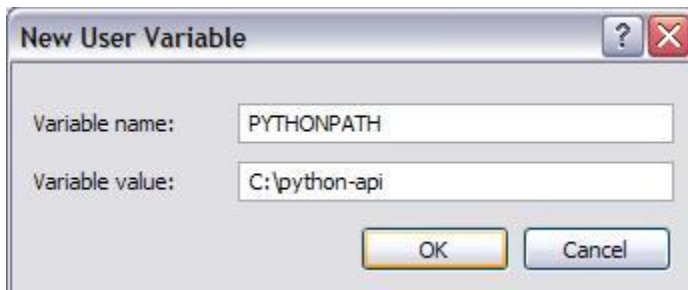 New User Variable ?
Variable name: PYTHONPATH
Variable value: C:\python-api
OK Cancel